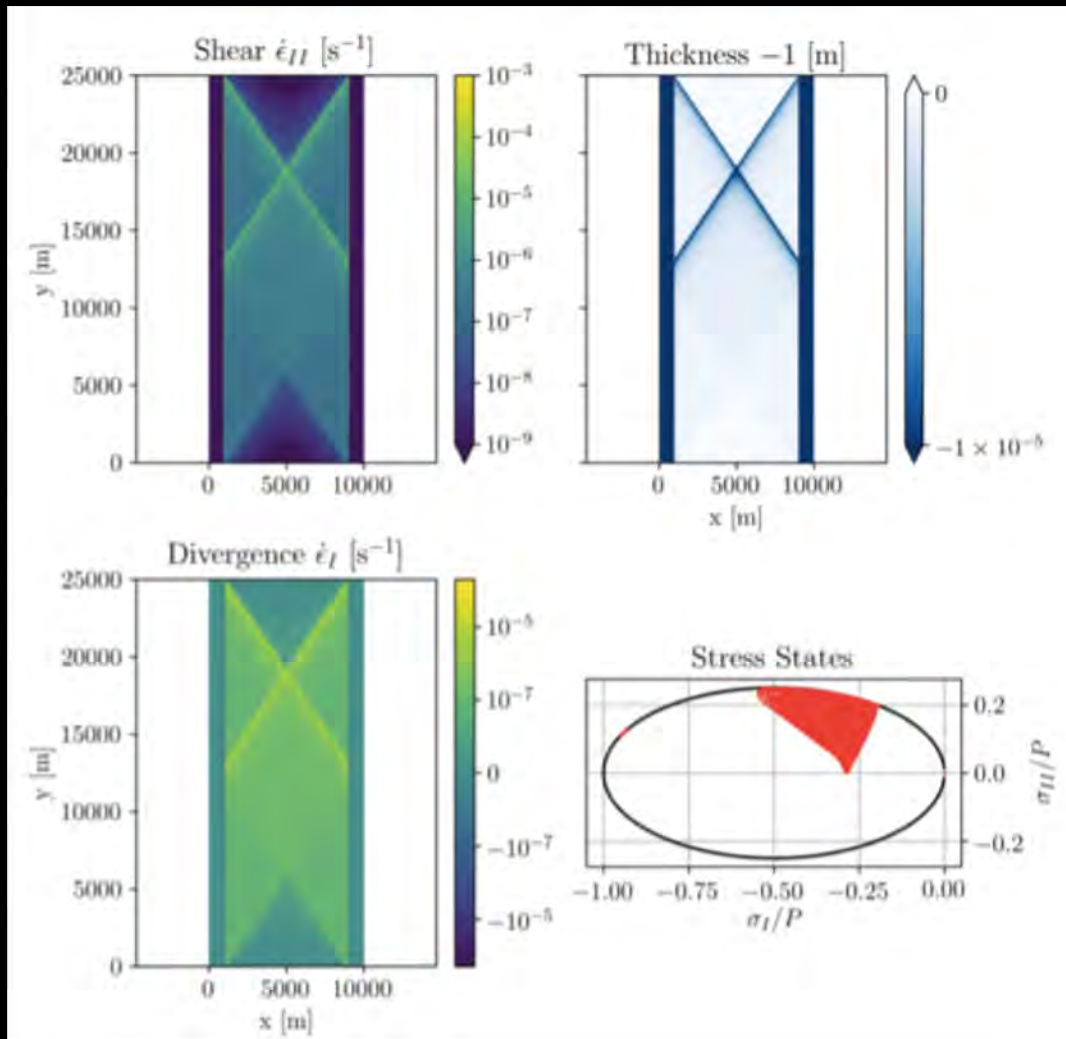 Shear ϵ̇_{II} [s⁻¹]
25000
20000
15000
10000
5000
0
y [m]
0 5000 10000
10⁻³
10⁻⁴
10⁻⁵
10⁻⁶
10⁻⁷
10⁻⁸
10⁻⁹
Thickness −1 [m]
0 5000 10000
x [m]
0
−1 × 10⁻⁵
Divergence ϵ̇_I [s⁻¹]
25000
20000
15000
10000
5000
0
y [m]
0 5000 10000
x [m]
10⁻⁵
10⁻⁷
0
−10⁻⁷
−10⁻⁵
Stress States
0.2
0.0
−0.2
σ_{II}/P
−1.00 −0.75 −0.50 −0.25 0.00
σ_I/P